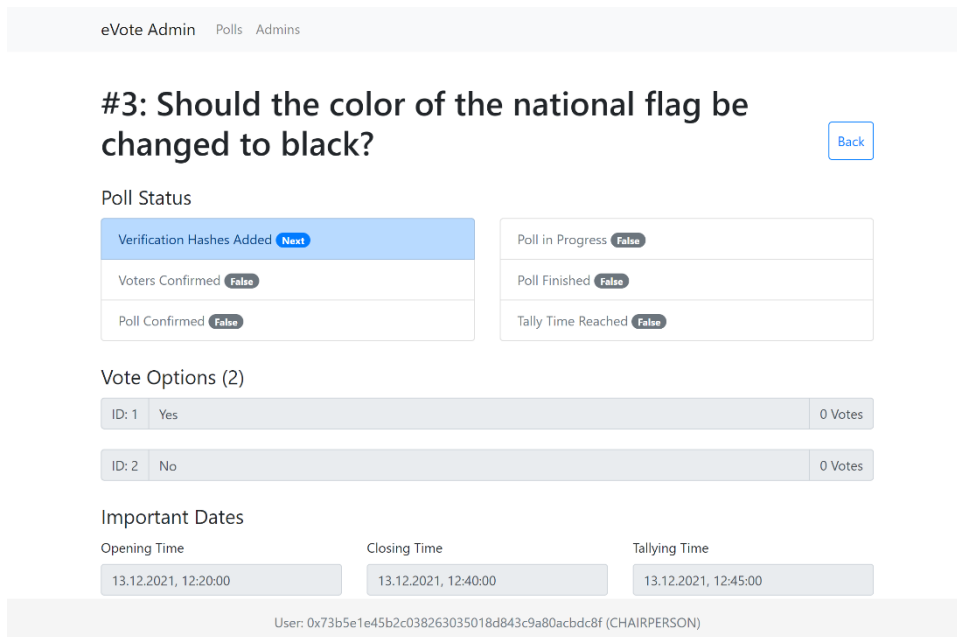 eVote Admin Polls Admins
#3: Should the color of the national flag be
changed to black?
Back
Poll Status
Verification Hashes Added Next
Voters Confirmed False
Poll Confirmed False
Poll in Progress False
Poll Finished False
Tally Time Reached False
Vote Options (2)
ID: 1 Yes 0 Votes
ID: 2 No 0 Votes
Important Dates
Opening Time Closing Time Tallying Time
13.12.2021, 12:20:00 13.12.2021, 12:40:00 13.12.2021, 12:45:00
User: 0x73b5e1e45b2c038263035018d843c9a80acbdc8f (CHAIRPERSON)